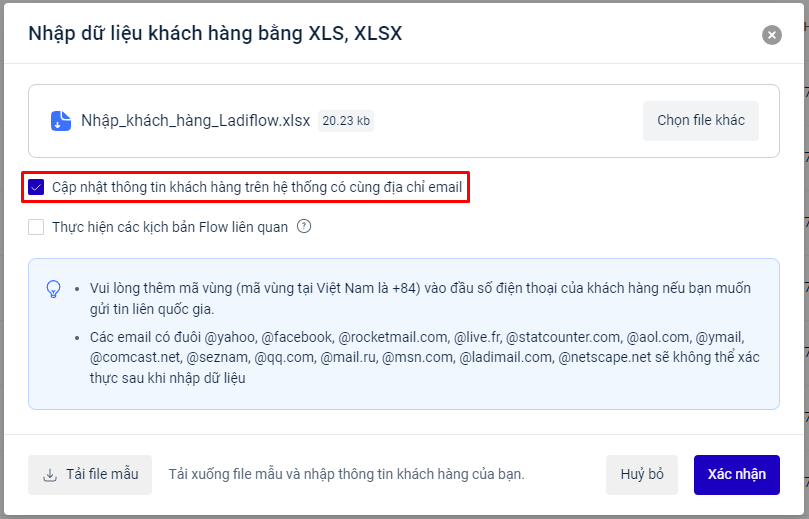 Nhập dữ liệu khách hàng bằng XLS, XLSX
Nhập_khách_hàng_Ladiflow.xlsx 20.23 kb Chọn file khác
Cập nhật thông tin khách hàng trên hệ thống có cùng địa chỉ email
Thực hiện các kịch bản Flow liên quan ?
• Vui lòng thêm mã vùng (mã vùng tại Việt Nam là +84) vào đầu số điện thoại của khách hàng nếu bạn muốn
gửi tin liên quốc gia.
• Các email có đuôi @yahoo, @facebook, @rocketmail.com, @live.fr, @statcounter.com, @aol.com, @ymail,
@comcast.net, @seznam, @qq.com, @mail.ru, @msn.com, @ladimail.com, @netscape.net sẽ không thể xác
thực sau khi nhập dữ liệu
Tải file mẫu Tải xuống file mẫu và nhập thông tin khách hàng của bạn. Huỷ bỏ Xác nhận